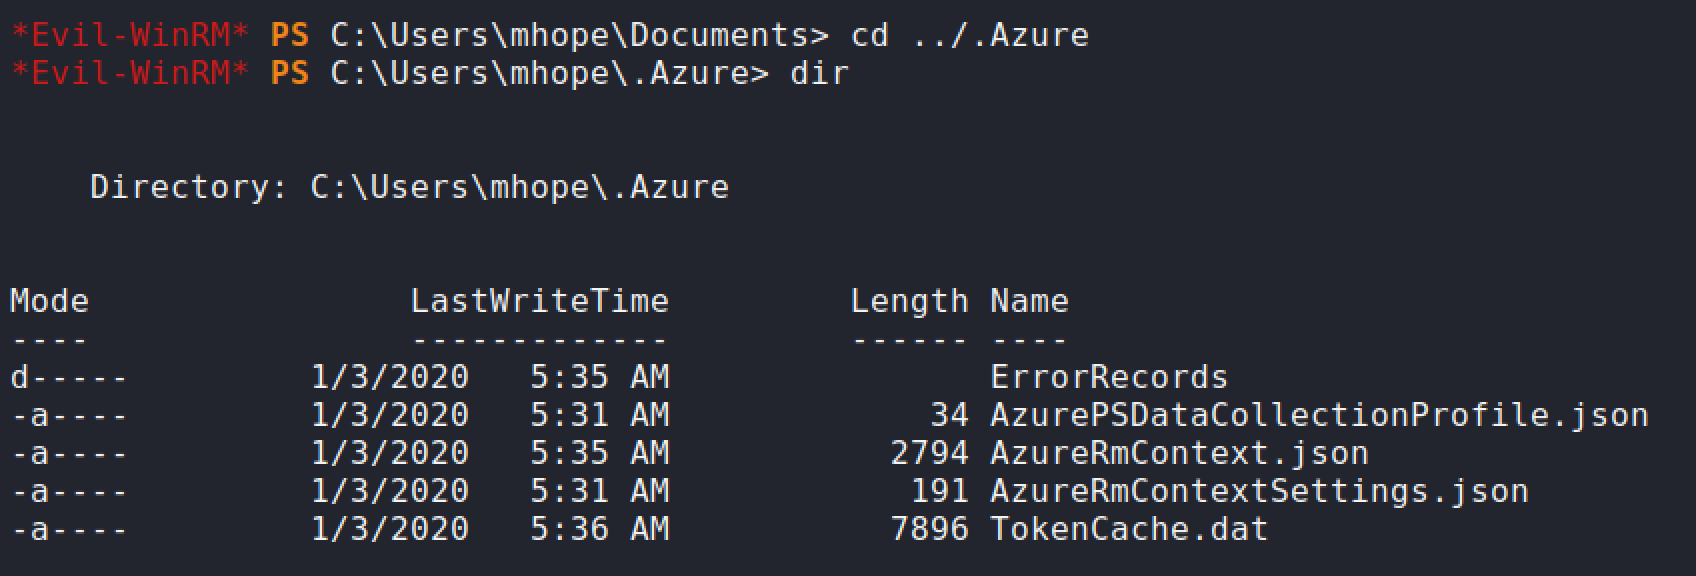 *Evil-WinRM* PS C:\Users\mhope\Documents> cd ../.Azure
*Evil-WinRM* PS C:\Users\mhope\.Azure> dir
    Directory: C:\Users\mhope\.Azure
Mode                LastWriteTime         Length Name
----                -------------         ------ ----
d-----         1/3/2020   5:35 AM                ErrorRecords
-a----         1/3/2020   5:31 AM             34 AzurePSDataCollectionProfile.json
-a----         1/3/2020   5:35 AM           2794 AzureRmContext.json
-a----         1/3/2020   5:31 AM            191 AzureRmContextSettings.json
-a----         1/3/2020   5:36 AM           7896 TokenCache.dat